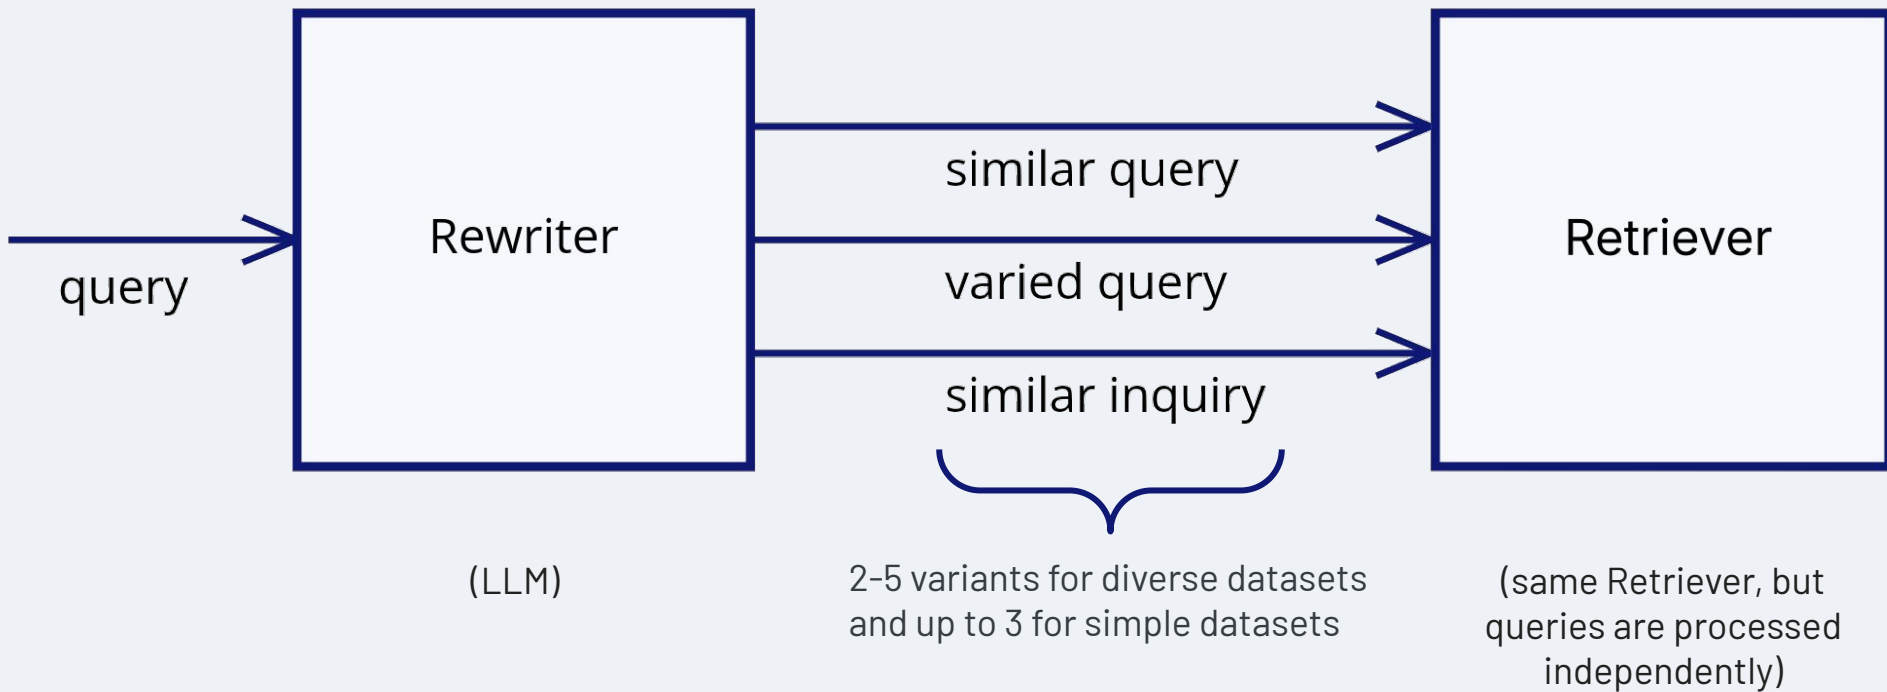 query
Rewriter
(LLM)
similar query
varied query
similar inquiry
2-5 variants for diverse datasets
and up to 3 for simple datasets
Retriever
(same Retriever, but
queries are processed
independently)